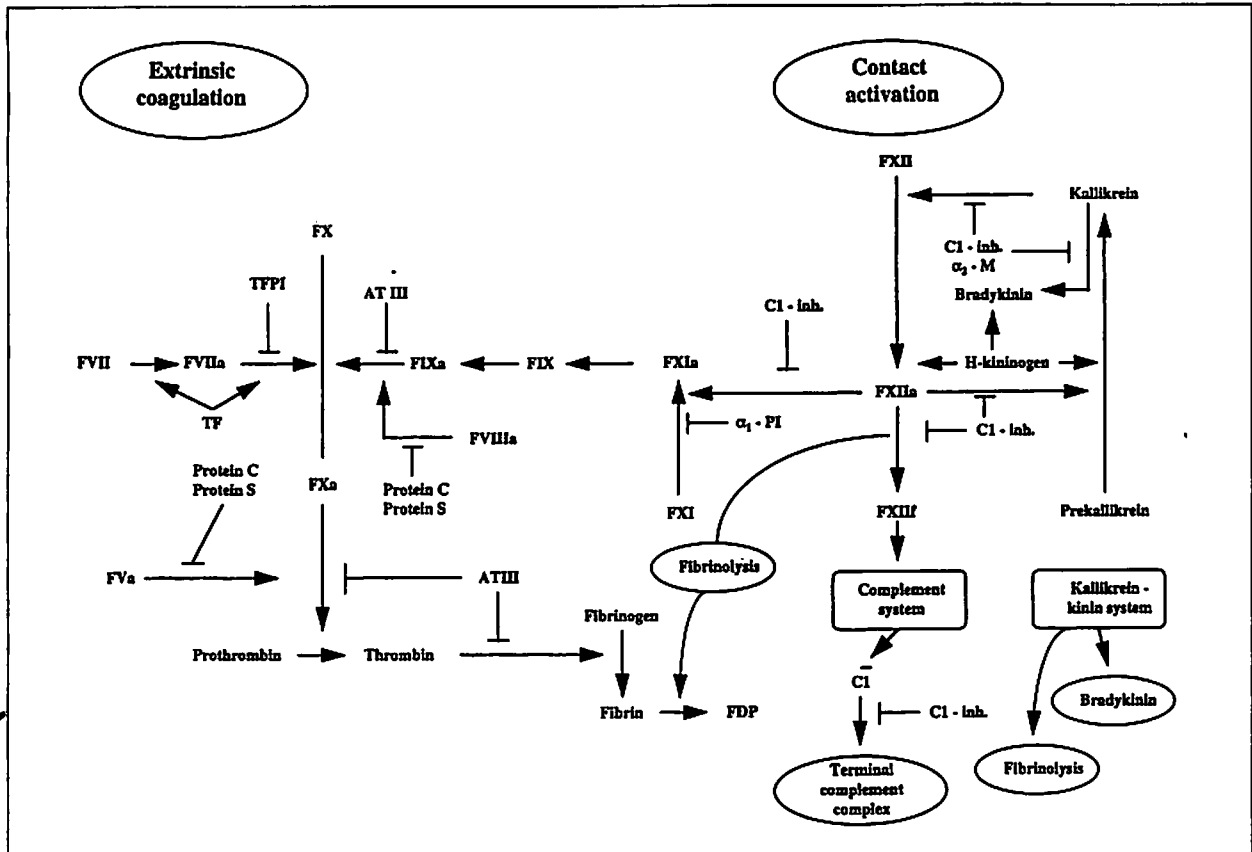 Extrinsic
coagulation
Contact
activation
FXII
Kallikrein
C1 - inh.
α₂ - M
Bradykinin
FX
TFPI
AT III
C1 - inh.
FVII
FVIIa
FIXa
FIX
FXIa
FXIIa
H-kininogen
TF
FVIIIa
α₁ - PI
C1 - inh.
Protein C
Protein S
FXa
Protein C
Protein S
FXI
FXIIf
Prekallikrein
FVa
ATIII
Fibrinolysis
Complement
system
Kallikrein -
kinin system
Fibrinogen
Prothrombin
Thrombin
C1̅
Bradykinin
Fibrin
FDP
C1 - inh.
Terminal
complement
complex
Fibrinolysis